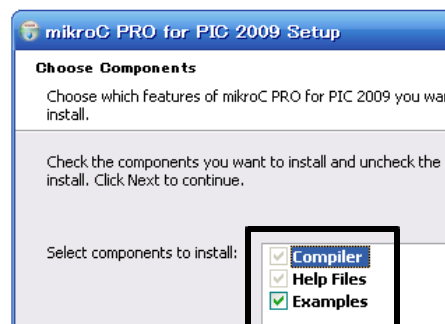 mikroC PRO for PIC 2009 Setup
Choose Components
Choose which features of mikroC PRO for PIC 2009 you
install.
Check the components you want to install and uncheck the
install. Click Next to continue.
Select components to install:
Compiler
Help Files
Examples